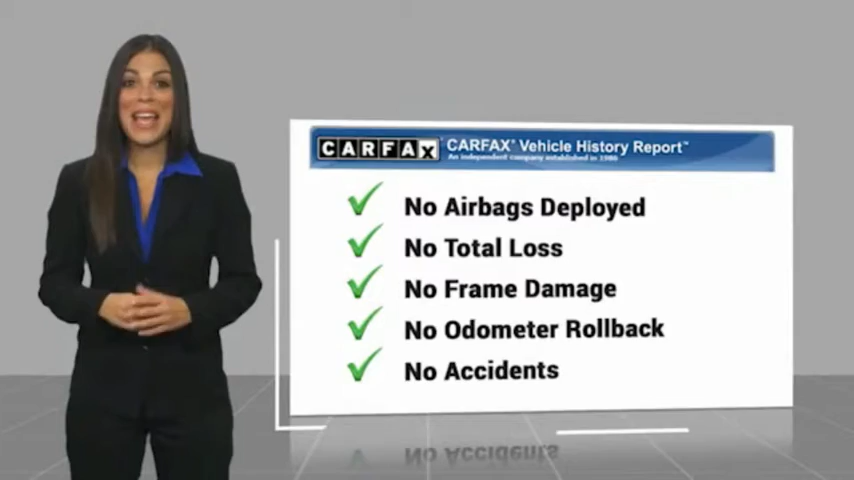 CARFAX CARFAX® Vehicle History Report™
An independent company established in 1986
No Airbags Deployed
No Total Loss
No Frame Damage
No Odometer Rollback
No Accidents
No Accidents